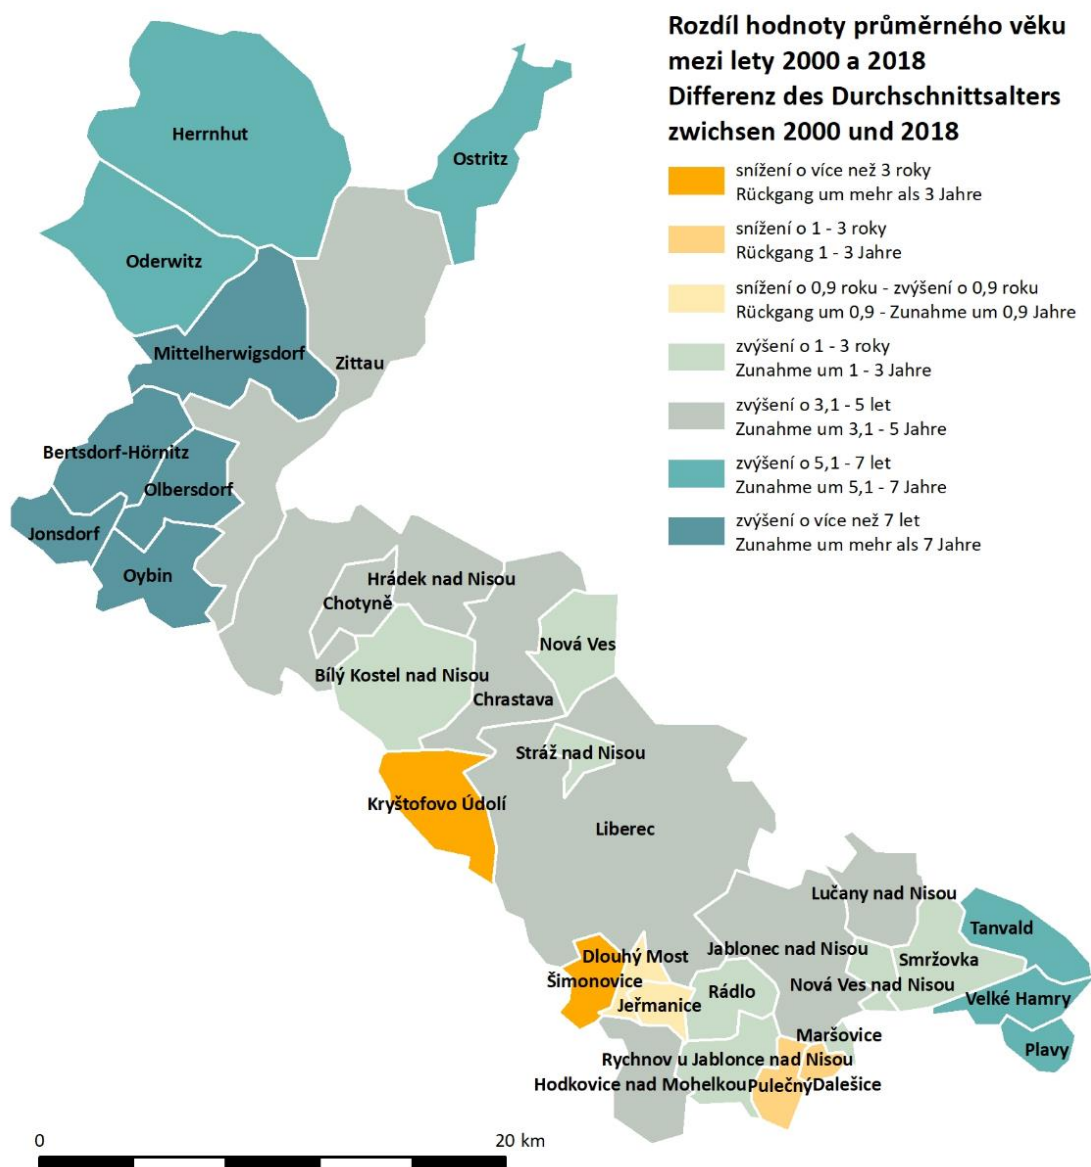 Rozdíl hodnoty průměrného věku
mezi lety 2000 a 2018
Differenz des Durchschnittsalters
zwichsen 2000 und 2018
snížení o více než 3 roky
Rückgang um mehr als 3 Jahre
snížení o 1 - 3 roky
Rückgang 1 - 3 Jahre
snížení o 0,9 roku - zvýšení o 0,9 roku
Rückgang um 0,9 - Zunahme um 0,9 Jahre
zvýšení o 1 - 3 roky
Zunahme um 1 - 3 Jahre
zvýšení o 3,1 - 5 let
Zunahme um 3,1 - 5 Jahre
zvýšení o 5,1 - 7 let
Zunahme um 5,1 - 7 Jahre
zvýšení o více než 7 let
Zunahme um mehr als 7 Jahre
Herrnhut
Ostritz
Oderwitz
Mittelherwigsdorf
Zittau
Bertsdorf-Hörnitz
Olbersdorf
Jonsdorf
Oybin
Hrádek nad Nisou
Chotyně
Nová Ves
Bílý Kostel nad Nisou
Chrastava
Stráž nad Nisou
Kryštofovo Údolí
Liberec
Lučany nad Nisou
Tanvald
Jablonec nad Nisou
Dlouhý Most
Smržovka
Šimonovice
Nová Ves nad Nisou
Rádlo
Velké Hamry
Jeřmanice
Maršovice
Plavy
Rychnov u Jablonce nad Nisou
Hodkovice nad Mohelkou
Pulečný
Dalešice
0
20 km